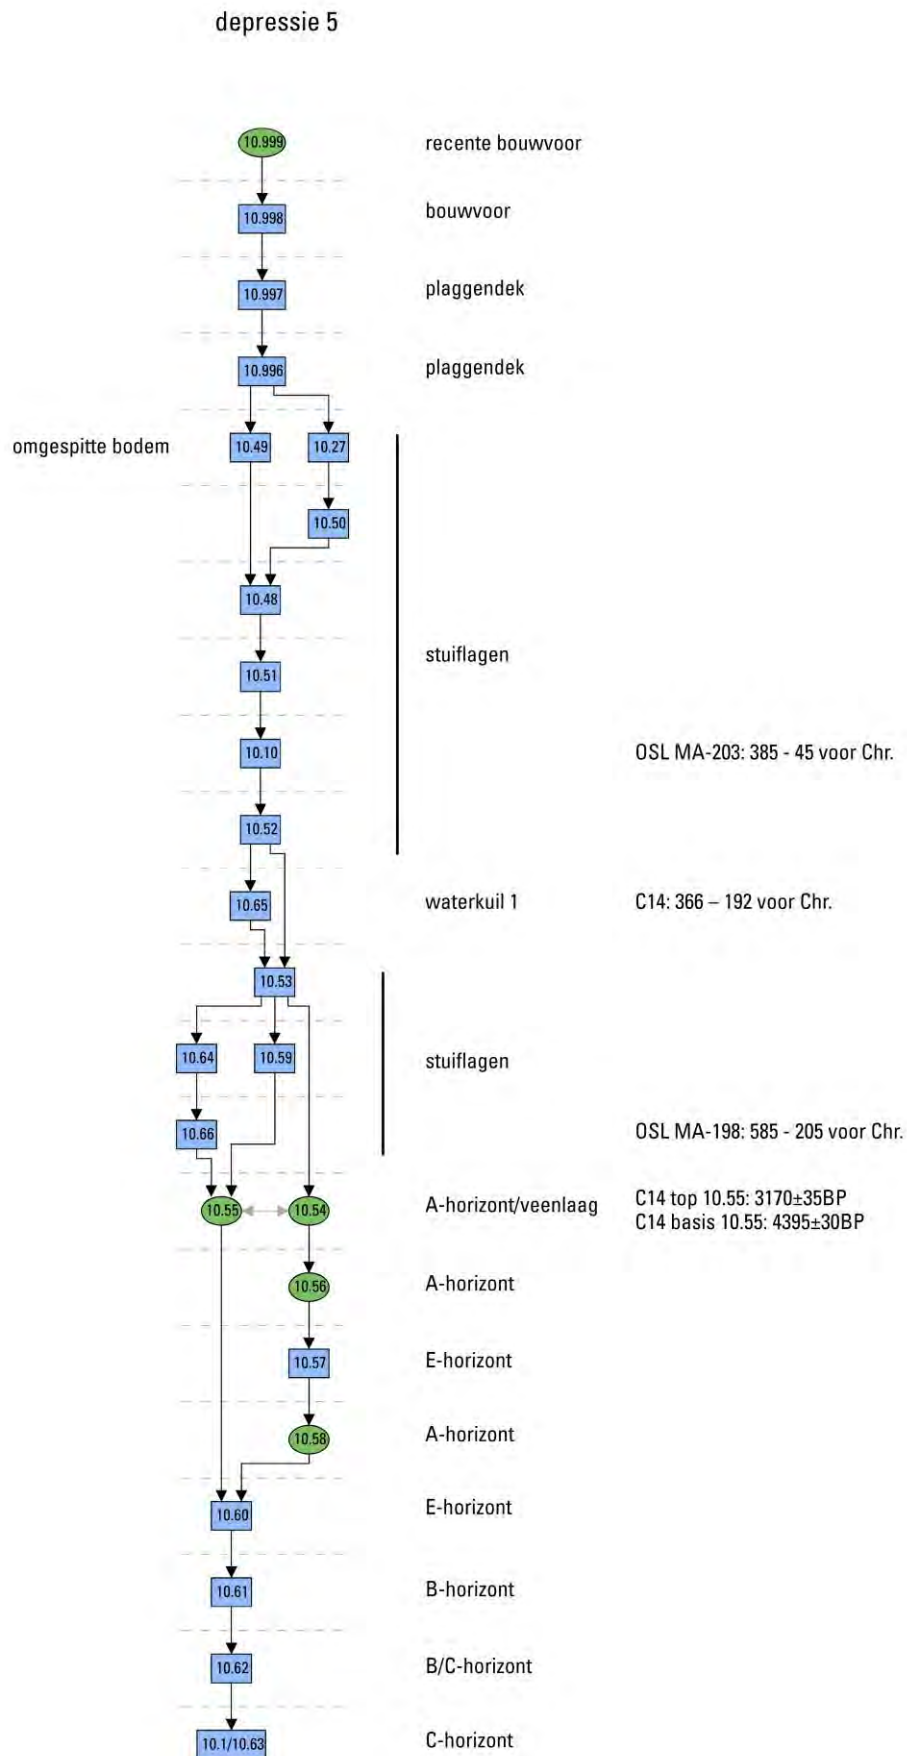 depressie 5
10.999 recente bouwvoor
10.998 bouwvoor
10.997 plaggendek
10.996 plaggendek
omgespitte bodem 10.49 10.27
10.50
10.48
stuiflagen
10.51
10.10 OSL MA-203: 385 - 45 voor Chr.
10.52
10.65 waterkuil 1 C14: 366 – 192 voor Chr.
10.53
10.64 10.59 stuiflagen
10.66 OSL MA-198: 585 - 205 voor Chr.
10.55 10.54 A-horizont/veenlaag C14 top 10.55: 3170±35BP
C14 basis 10.55: 4395±30BP
10.56 A-horizont
10.57 E-horizont
10.58 A-horizont
10.60 E-horizont
10.61 B-horizont
10.62 B/C-horizont
10.1/10.63 C-horizont